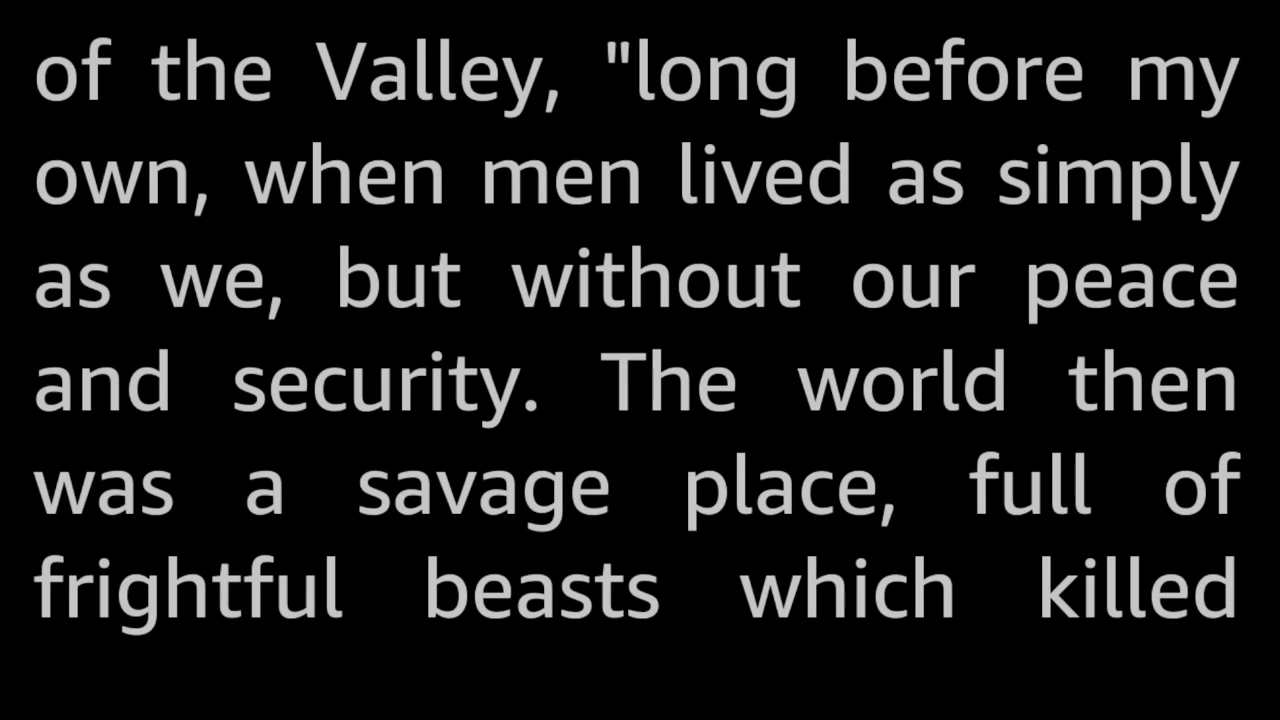 of the Valley, "long before my
own, when men lived as simply
as we, but without our peace
and security. The world then
was a savage place, full of
frightful beasts which killed